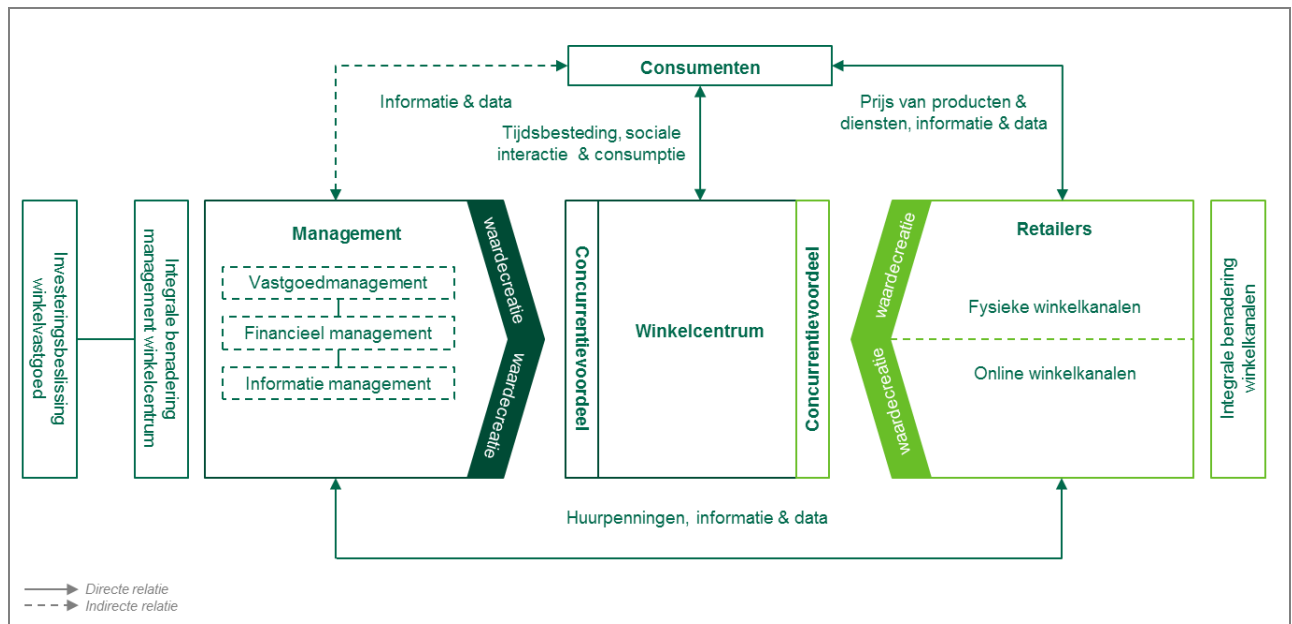 Consumenten
Informatie & data
Prijs van producten &
diensten, informatie & data
Tijdsbesteding, sociale
interactie & consumptie
Investeringsbeslissing
winkelvastgoed
Integrale benadering
management winkelcentrum
Management
Vastgoedmanagement
Financieel management
Informatie management
waardecreatie
waardecreatie
Concurrentievoordeel
Winkelcentrum
Concurrentievoordeel
waardecreatie
waardecreatie
Retailers
Fysieke winkelkanalen
Online winkelkanalen
Integrale benadering
winkelkanalen
Huurpenningen, informatie & data
Directe relatie
Indirecte relatie